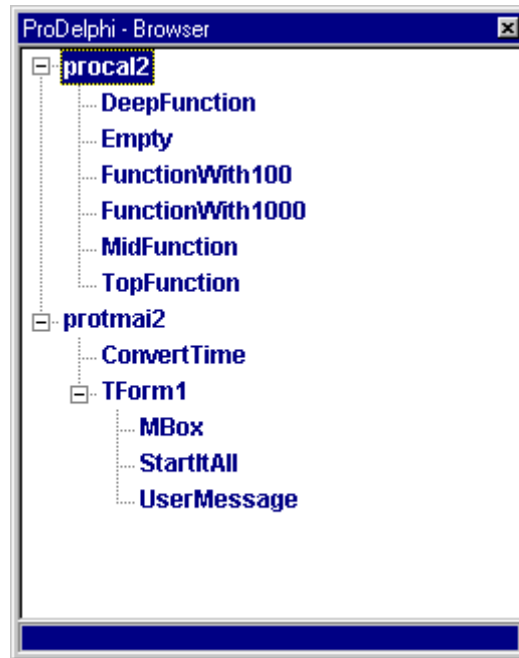 ProDelphi - Browser
procal2
DeepFunction
Empty
FunctionWith100
FunctionWith1000
MidFunction
TopFunction
protmai2
ConvertTime
TForm1
MBox
StartItAll
UserMessage